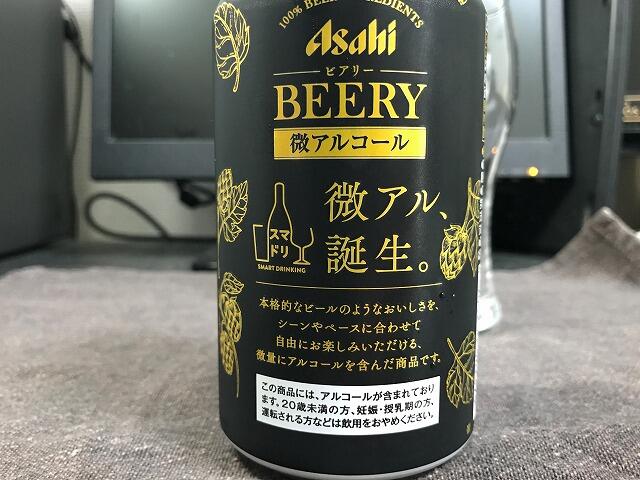 100% BEER INGREDIENTS
Asahi
ビアリー
BEERY
微アルコール
微アル、
誕生。
スマ
ドリ
SMART DRINKING
本格的なビールのようなおいしさを、
シーンやペースに合わせて
自由にお楽しみいただける、
微量にアルコールを含んだ商品です。
この商品には、アルコールが含まれており
ます。20歳未満の方、妊娠・授乳期の方、
運転される方などは飲用をおやめください。